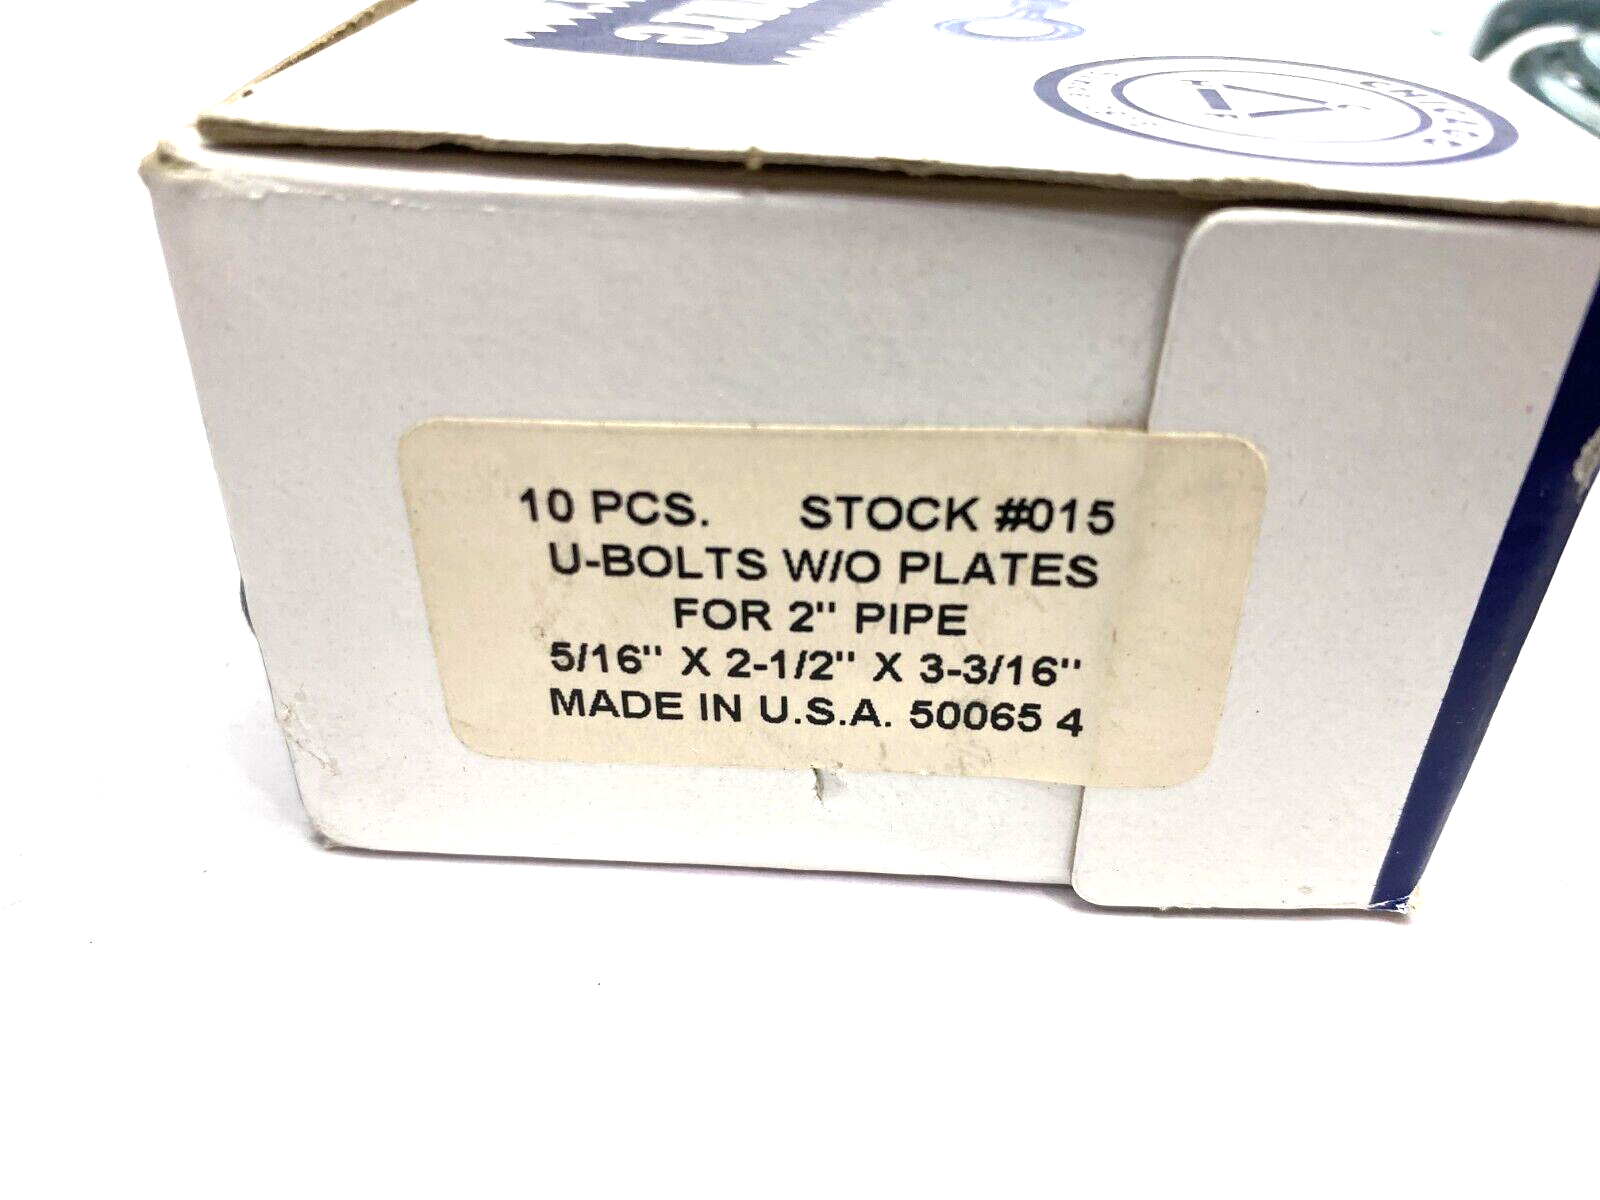 CHICAGO
10 PCS. STOCK #015
U-BOLTS W/O PLATES
FOR 2" PIPE
5/16" X 2-1/2" X 3-3/16"
MADE IN U.S.A. 50065 4